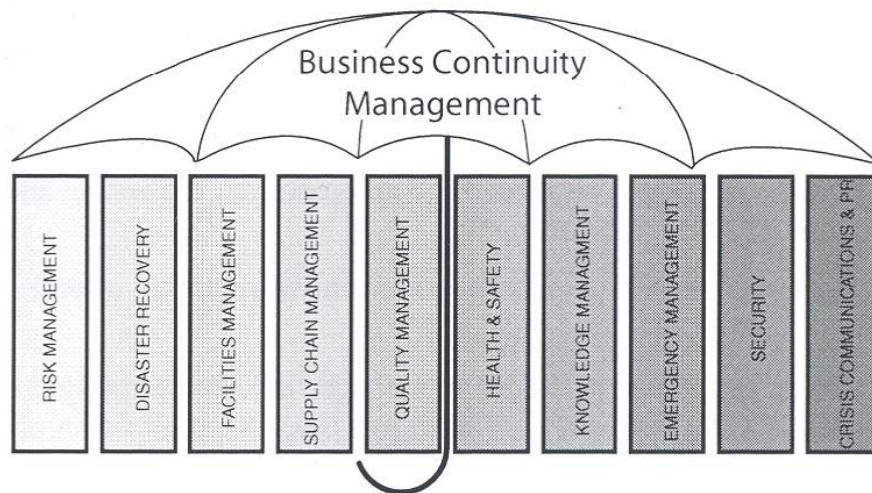 Business Continuity
Management
RISK MANAGEMENT
DISASTER RECOVERY
FACILITIES MANAGEMENT
SUPPLY CHAIN MANAGEMENT
QUALITY MANAGEMENT
HEALTH & SAFETY
KNOWLEDGE MANAGMENT
EMERGENCY MANAGEMENT
SECURITY
CRISIS COMMUNICATIONS & PR